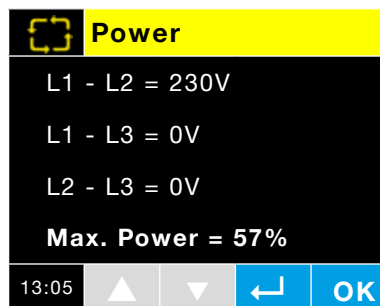 Power
L1 - L2 = 230V
L1 - L3 = 0V
L2 - L3 = 0V
Max. Power = 57%
13:05 OK